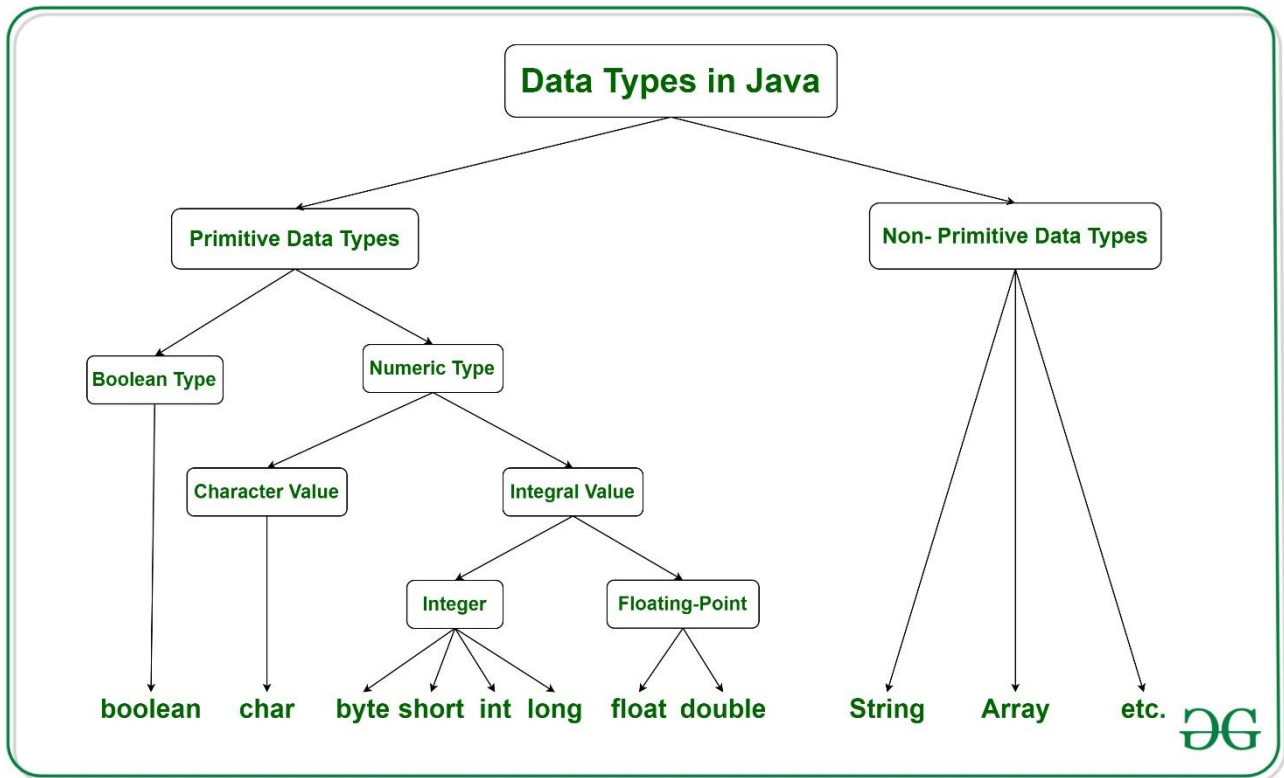 Data Types in Java
Primitive Data Types
Non- Primitive Data Types
Boolean Type
Numeric Type
Character Value
Integral Value
Integer
Floating-Point
boolean
char
byte
short
int
long
float
double
String
Array
etc.